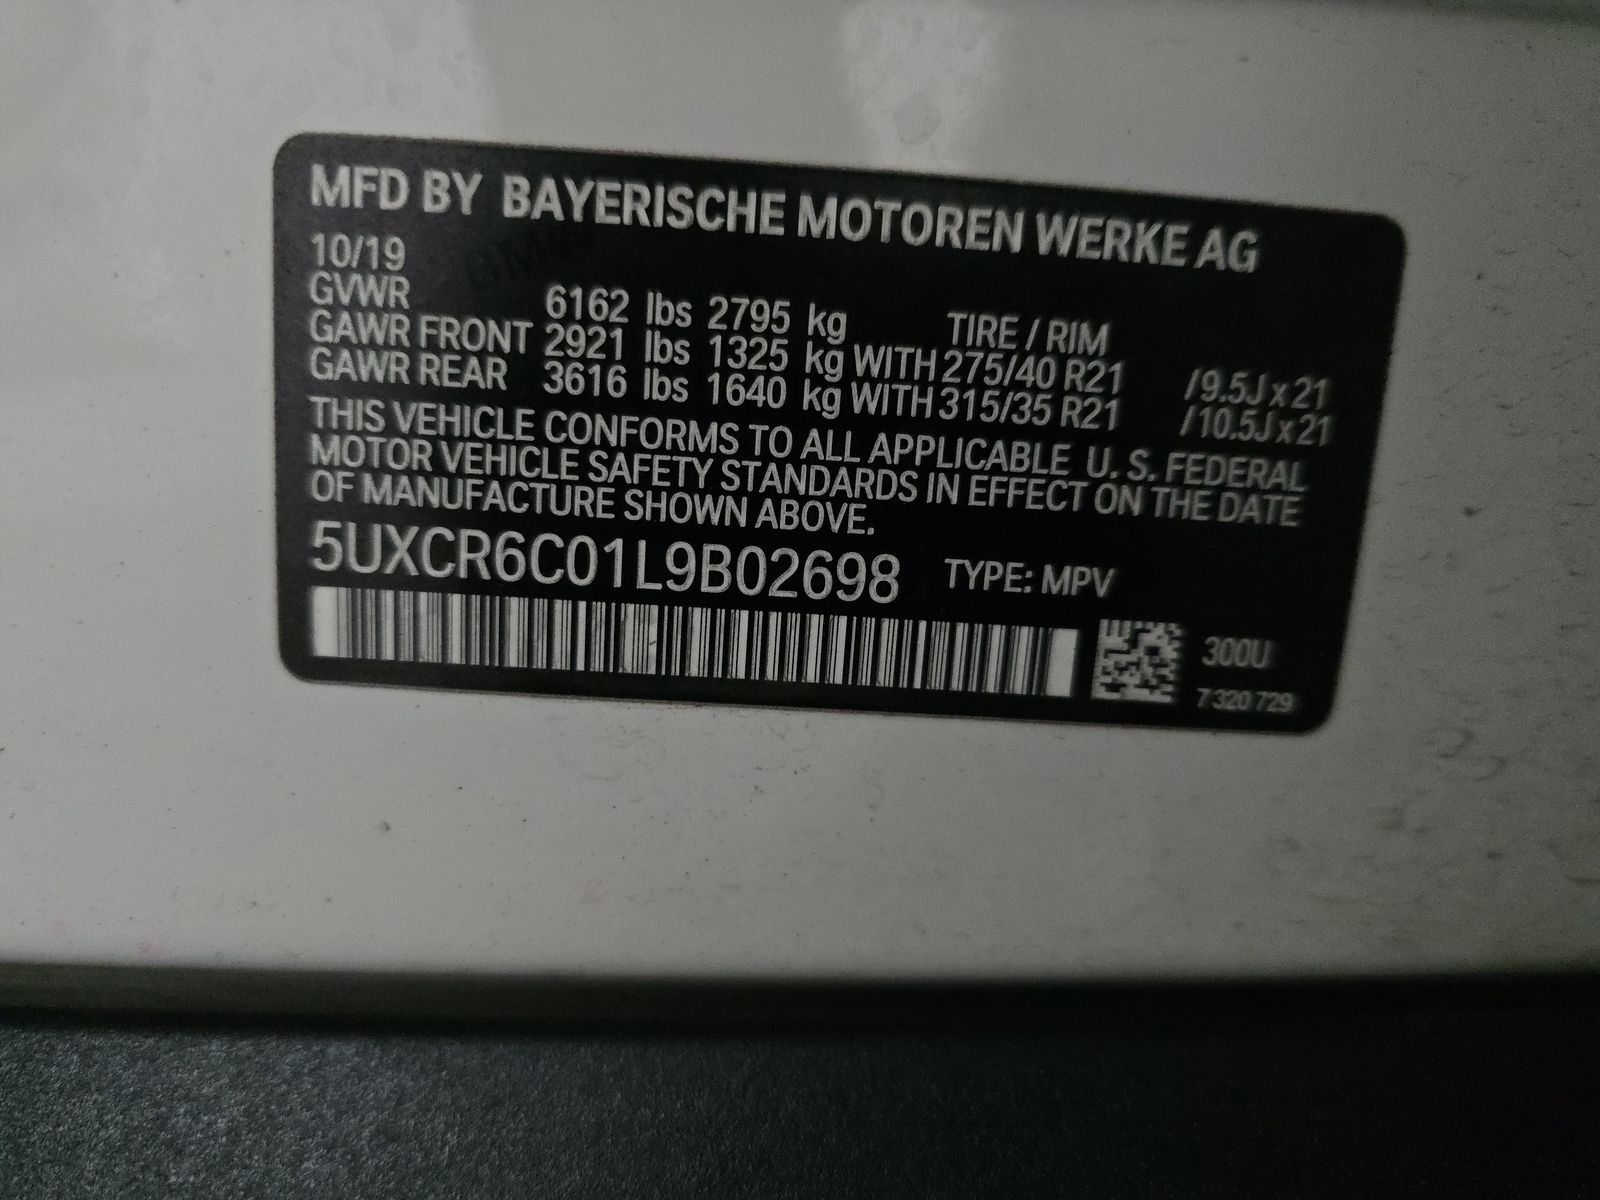 MFD BY BAYERISCHE MOTOREN WERKE AG
10/19
GVWR 6162 lbs 2795 kg TIRE / RIM
GAWR FRONT 2921 lbs 1325 kg WITH 275/40 R21 /9.5J x 21
GAWR REAR 3616 lbs 1640 kg WITH 315/35 R21 /10.5J x 21
THIS VEHICLE CONFORMS TO ALL APPLICABLE U. S. FEDERAL
MOTOR VEHICLE SAFETY STANDARDS IN EFFECT ON THE DATE
OF MANUFACTURE SHOWN ABOVE.
5UXCR6C01L9B02698 TYPE: MPV
300U
7 320 729